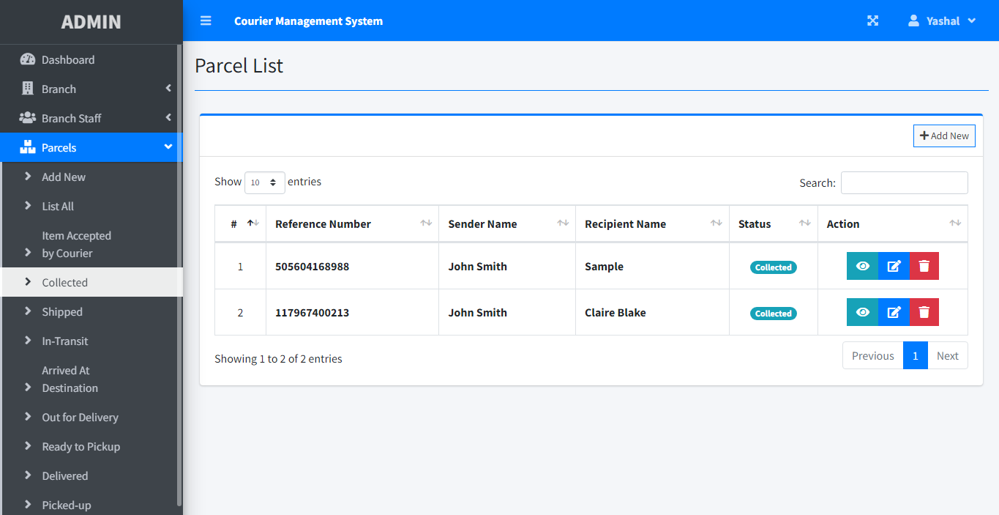 ADMIN
Courier Management System
Yashal
Dashboard
Branch
Branch Staff
Parcels
Add New
List All
Item Accepted
by Courier
Collected
Shipped
In-Transit
Arrived At
Destination
Out for Delivery
Ready to Pickup
Delivered
Picked-up
Parcel List
Add New
Show 10 entries
Search:
# Reference Number Sender Name Recipient Name Status Action
1 505604168988 John Smith Sample Collected
2 117967400213 John Smith Claire Blake Collected
Showing 1 to 2 of 2 entries
Previous 1 Next